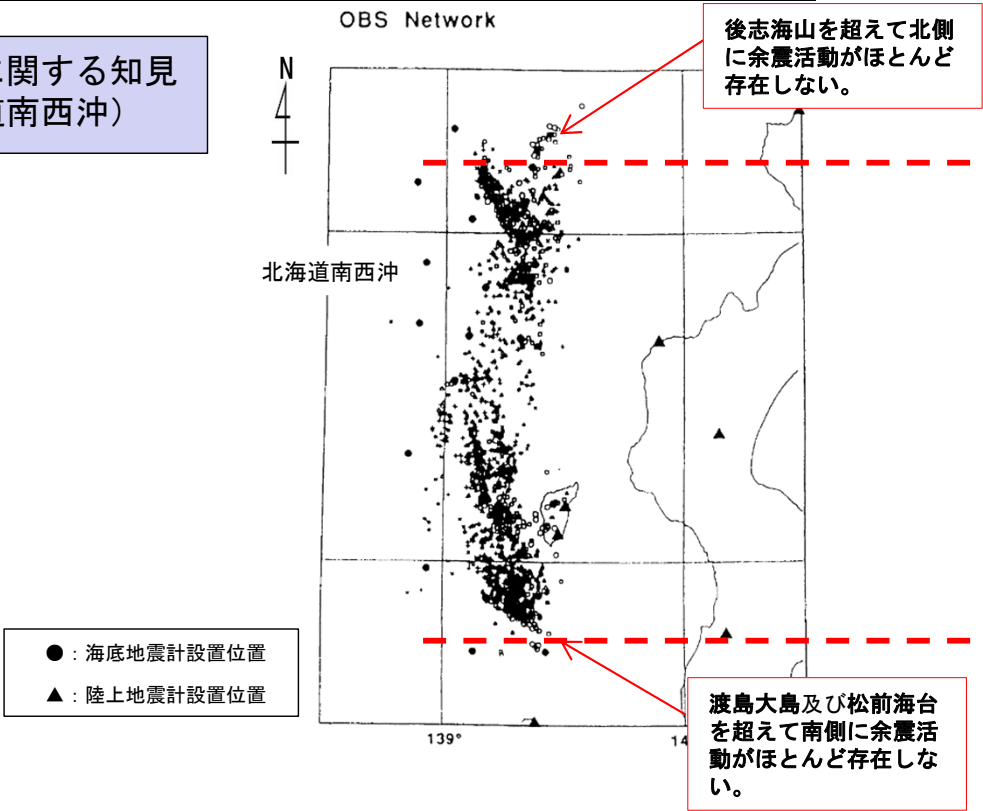 OBS Network
後志海山を超えて北側
に余震活動がほとんど
存在しない。
に関する知見
道南西沖）
N
北海道南西沖
●：海底地震計設置位置
▲：陸上地震計設置位置
139°
14
渡島大島及び松前海台
を超えて南側に余震活
動がほとんど存在しな
い。